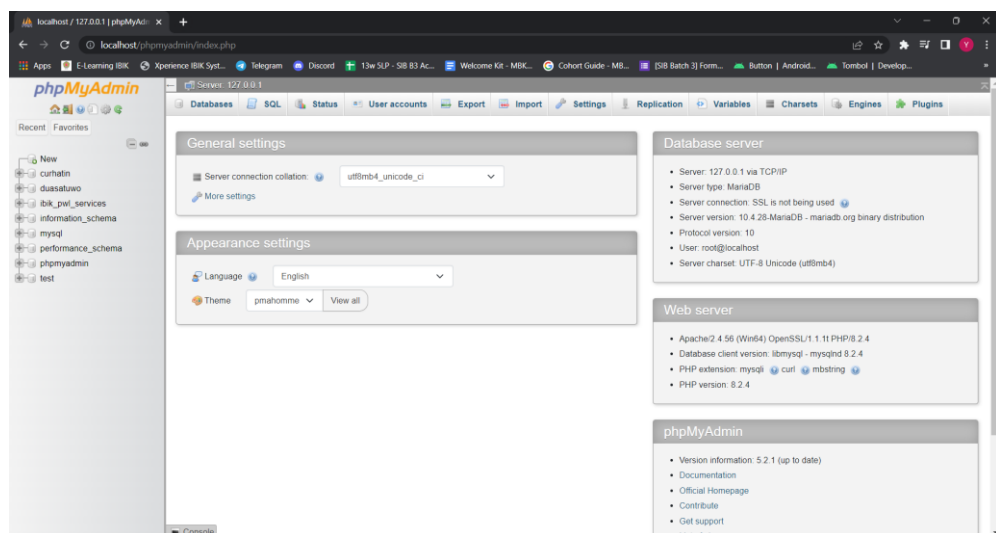 localhost / 127.0.0.1 | phpMyAdn
localhost/phpmyadmin/index.php
Apps E-Learning IBIK Xperience IBIK Syst... Telegram Discord 13w SLP - SIB B3 Ac... Welcome Kit - MBK... Cohort Guide - MB... [SIB Batch 3] Form... Button | Android... Tombol | Develop... »
phpMyAdmin
Recent Favorites
New
curhatin
duasatuwo
ibik_pwl_services
information_schema
mysql
performance_schema
phpmyadmin
test
Server: 127.0.0.1
Databases SQL Status User accounts Export Import Settings Replication Variables Charsets Engines Plugins
General settings
Server connection collation: utf8mb4_unicode_ci
More settings
Appearance settings
Language English
Theme pmahomme View all
Console
Database server
• Server: 127.0.0.1 via TCP/IP
• Server type: MariaDB
• Server connection: SSL is not being used
• Server version: 10.4.28-MariaDB - mariadb.org binary distribution
• Protocol version: 10
• User: root@localhost
• Server charset: UTF-8 Unicode (utf8mb4)
Web server
• Apache/2.4.56 (Win64) OpenSSL/1.1.1t PHP/8.2.4
• Database client version: libmysql - mysqlnd 8.2.4
• PHP extension: mysqli curl mbstring
• PHP version: 8.2.4
phpMyAdmin
• Version information: 5.2.1 (up to date)
• Documentation
• Official Homepage
• Contribute
• Get support